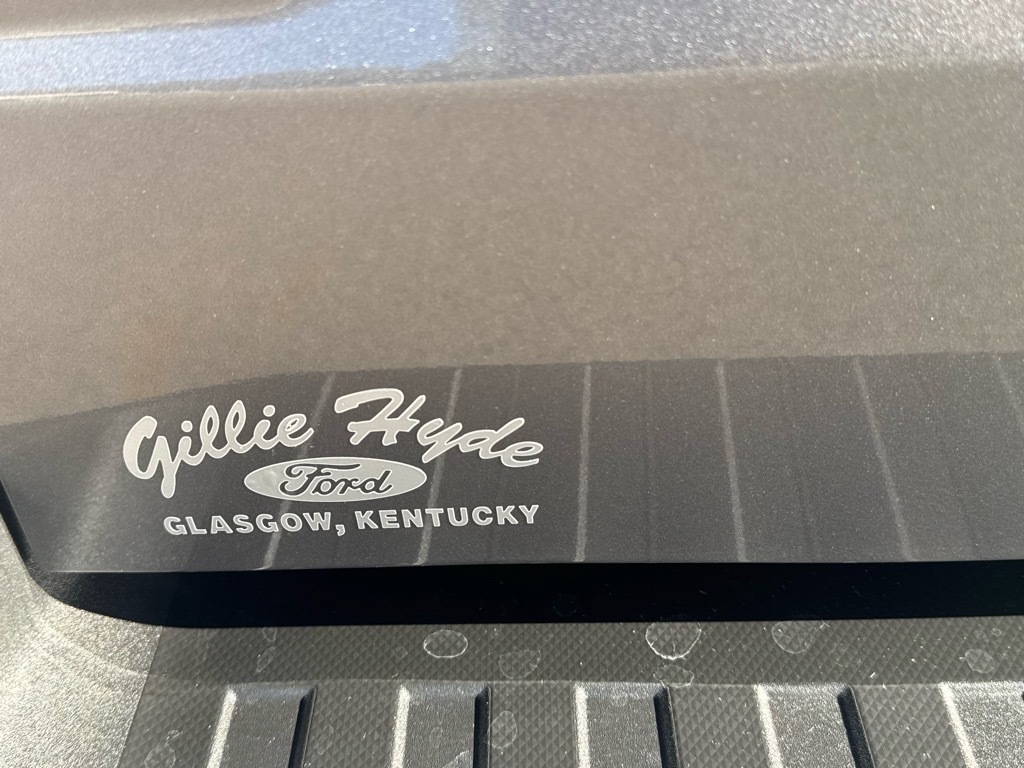 Gillie Hyde
Ford
GLASGOW, KENTUCKY